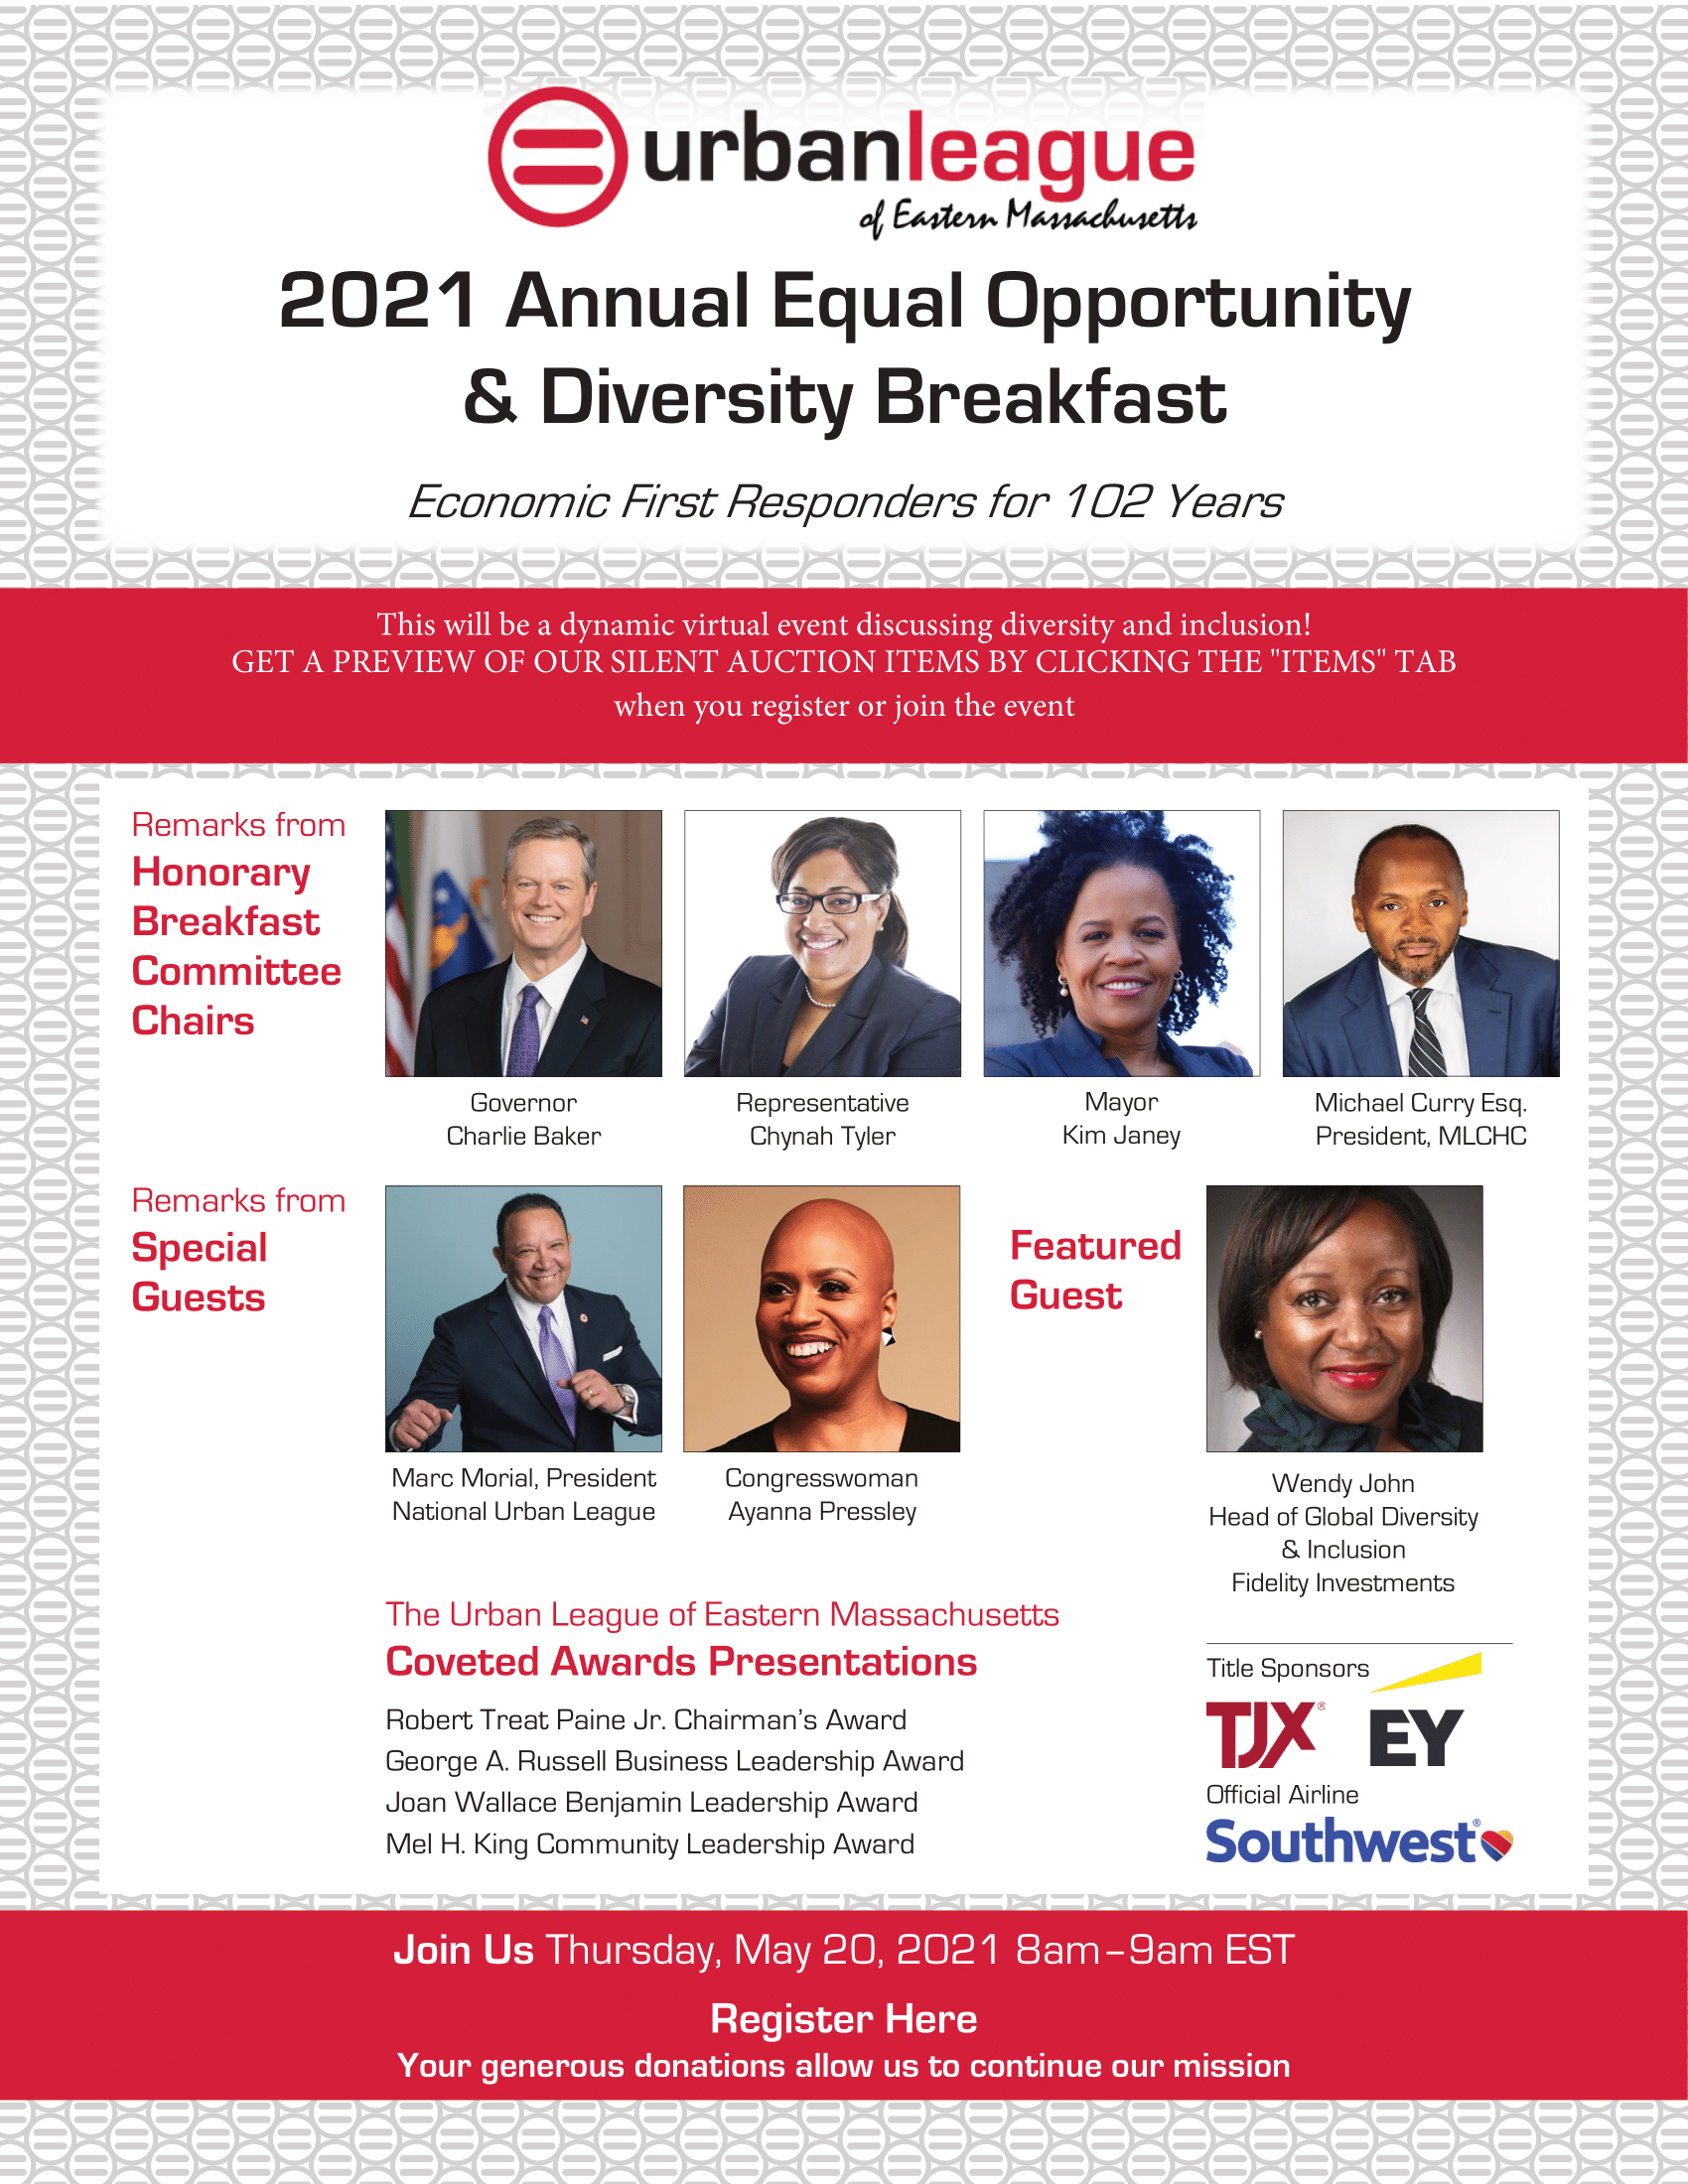 urbanleague
of Eastern Massachusetts
2021 Annual Equal Opportunity
& Diversity Breakfast
Economic First Responders for 102 Years
This will be a dynamic virtual event discussing diversity and inclusion!
GET A PREVIEW OF OUR SILENT AUCTION ITEMS BY CLICKING THE "ITEMS" TAB
when you register or join the event
Remarks from
Honorary
Breakfast
Committee
Chairs
Governor
Charlie Baker
Representative
Chynah Tyler
Mayor
Kim Janey
Michael Curry Esq.
President, MLCHC
Remarks from
Special
Guests
Marc Morial, President
National Urban League
Congresswoman
Ayanna Pressley
Featured
Guest
Wendy John
Head of Global Diversity
& Inclusion
Fidelity Investments
The Urban League of Eastern Massachusetts
Coveted Awards Presentations
Robert Treat Paine Jr. Chairman’s Award
George A. Russell Business Leadership Award
Joan Wallace Benjamin Leadership Award
Mel H. King Community Leadership Award
Title Sponsors
TJX®
EY
Official Airline
Southwest®
Join Us Thursday, May 20, 2021 8am–9am EST
Register Here
Your generous donations allow us to continue our mission